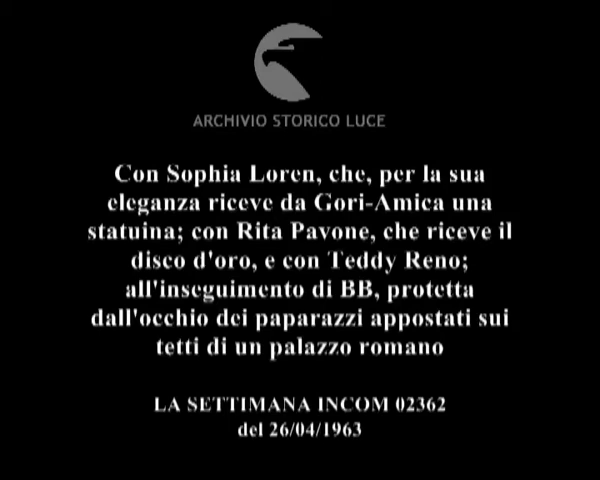 ARCHIVIO STORICO LUCE
Con Sophia Loren, che, per la sua
eleganza riceve da Gori-Amica una
statuina; con Rita Pavone, che riceve il
disco d'oro, e con Teddy Reno;
all'inseguimento di BB, protetta
dall'occhio dei paparazzi appostati sui
tetti di un palazzo romano
LA SETTIMANA INCOM 02362
del 26/04/1963